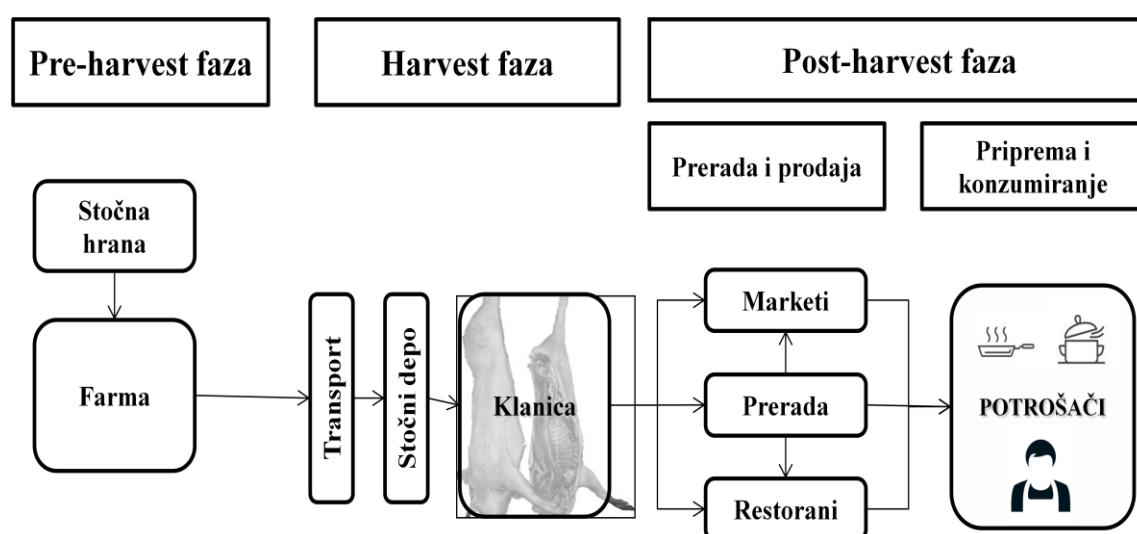 Pre-harvest faza
Harvest faza
Post-harvest faza
Prerada i prodaja
Priprema i
konzumiranje
Stočna
hrana
Farma
Transport
Stočni depo
Klanica
Marketi
Prerada
Restorani
POTROŠAČI